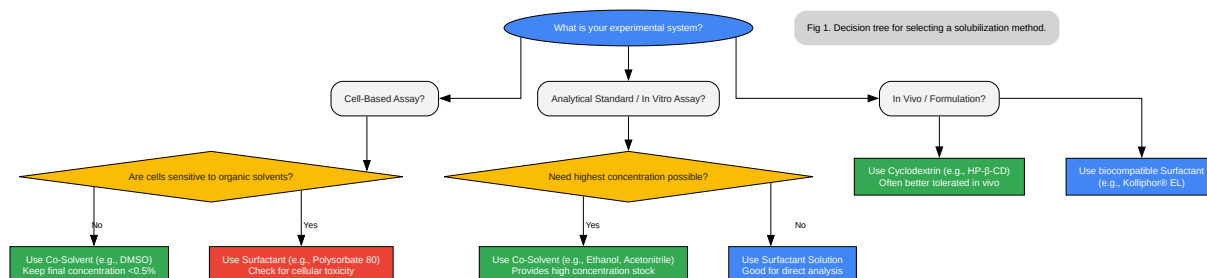 What is your experimental system?
Fig 1. Decision tree for selecting a solubilization method.
Cell-Based Assay?
Analytical Standard / In Vitro Assay?
In Vivo / Formulation?
Are cells sensitive to organic solvents?
Need highest concentration possible?
Use Cyclodextrin (e.g., HP-β-CD)
Often better tolerated in vivo
Use biocompatible Surfactant
(e.g., Kolliphor® EL)
No
Yes
Yes
No
Use Co-Solvent (e.g., DMSO)
Keep final concentration <0.5%
Use Surfactant (e.g., Polysorbate 80)
Check for cellular toxicity
Use Co-Solvent (e.g., Ethanol, Acetonitrile)
Provides high concentration stock
Use Surfactant Solution
Good for direct analysis